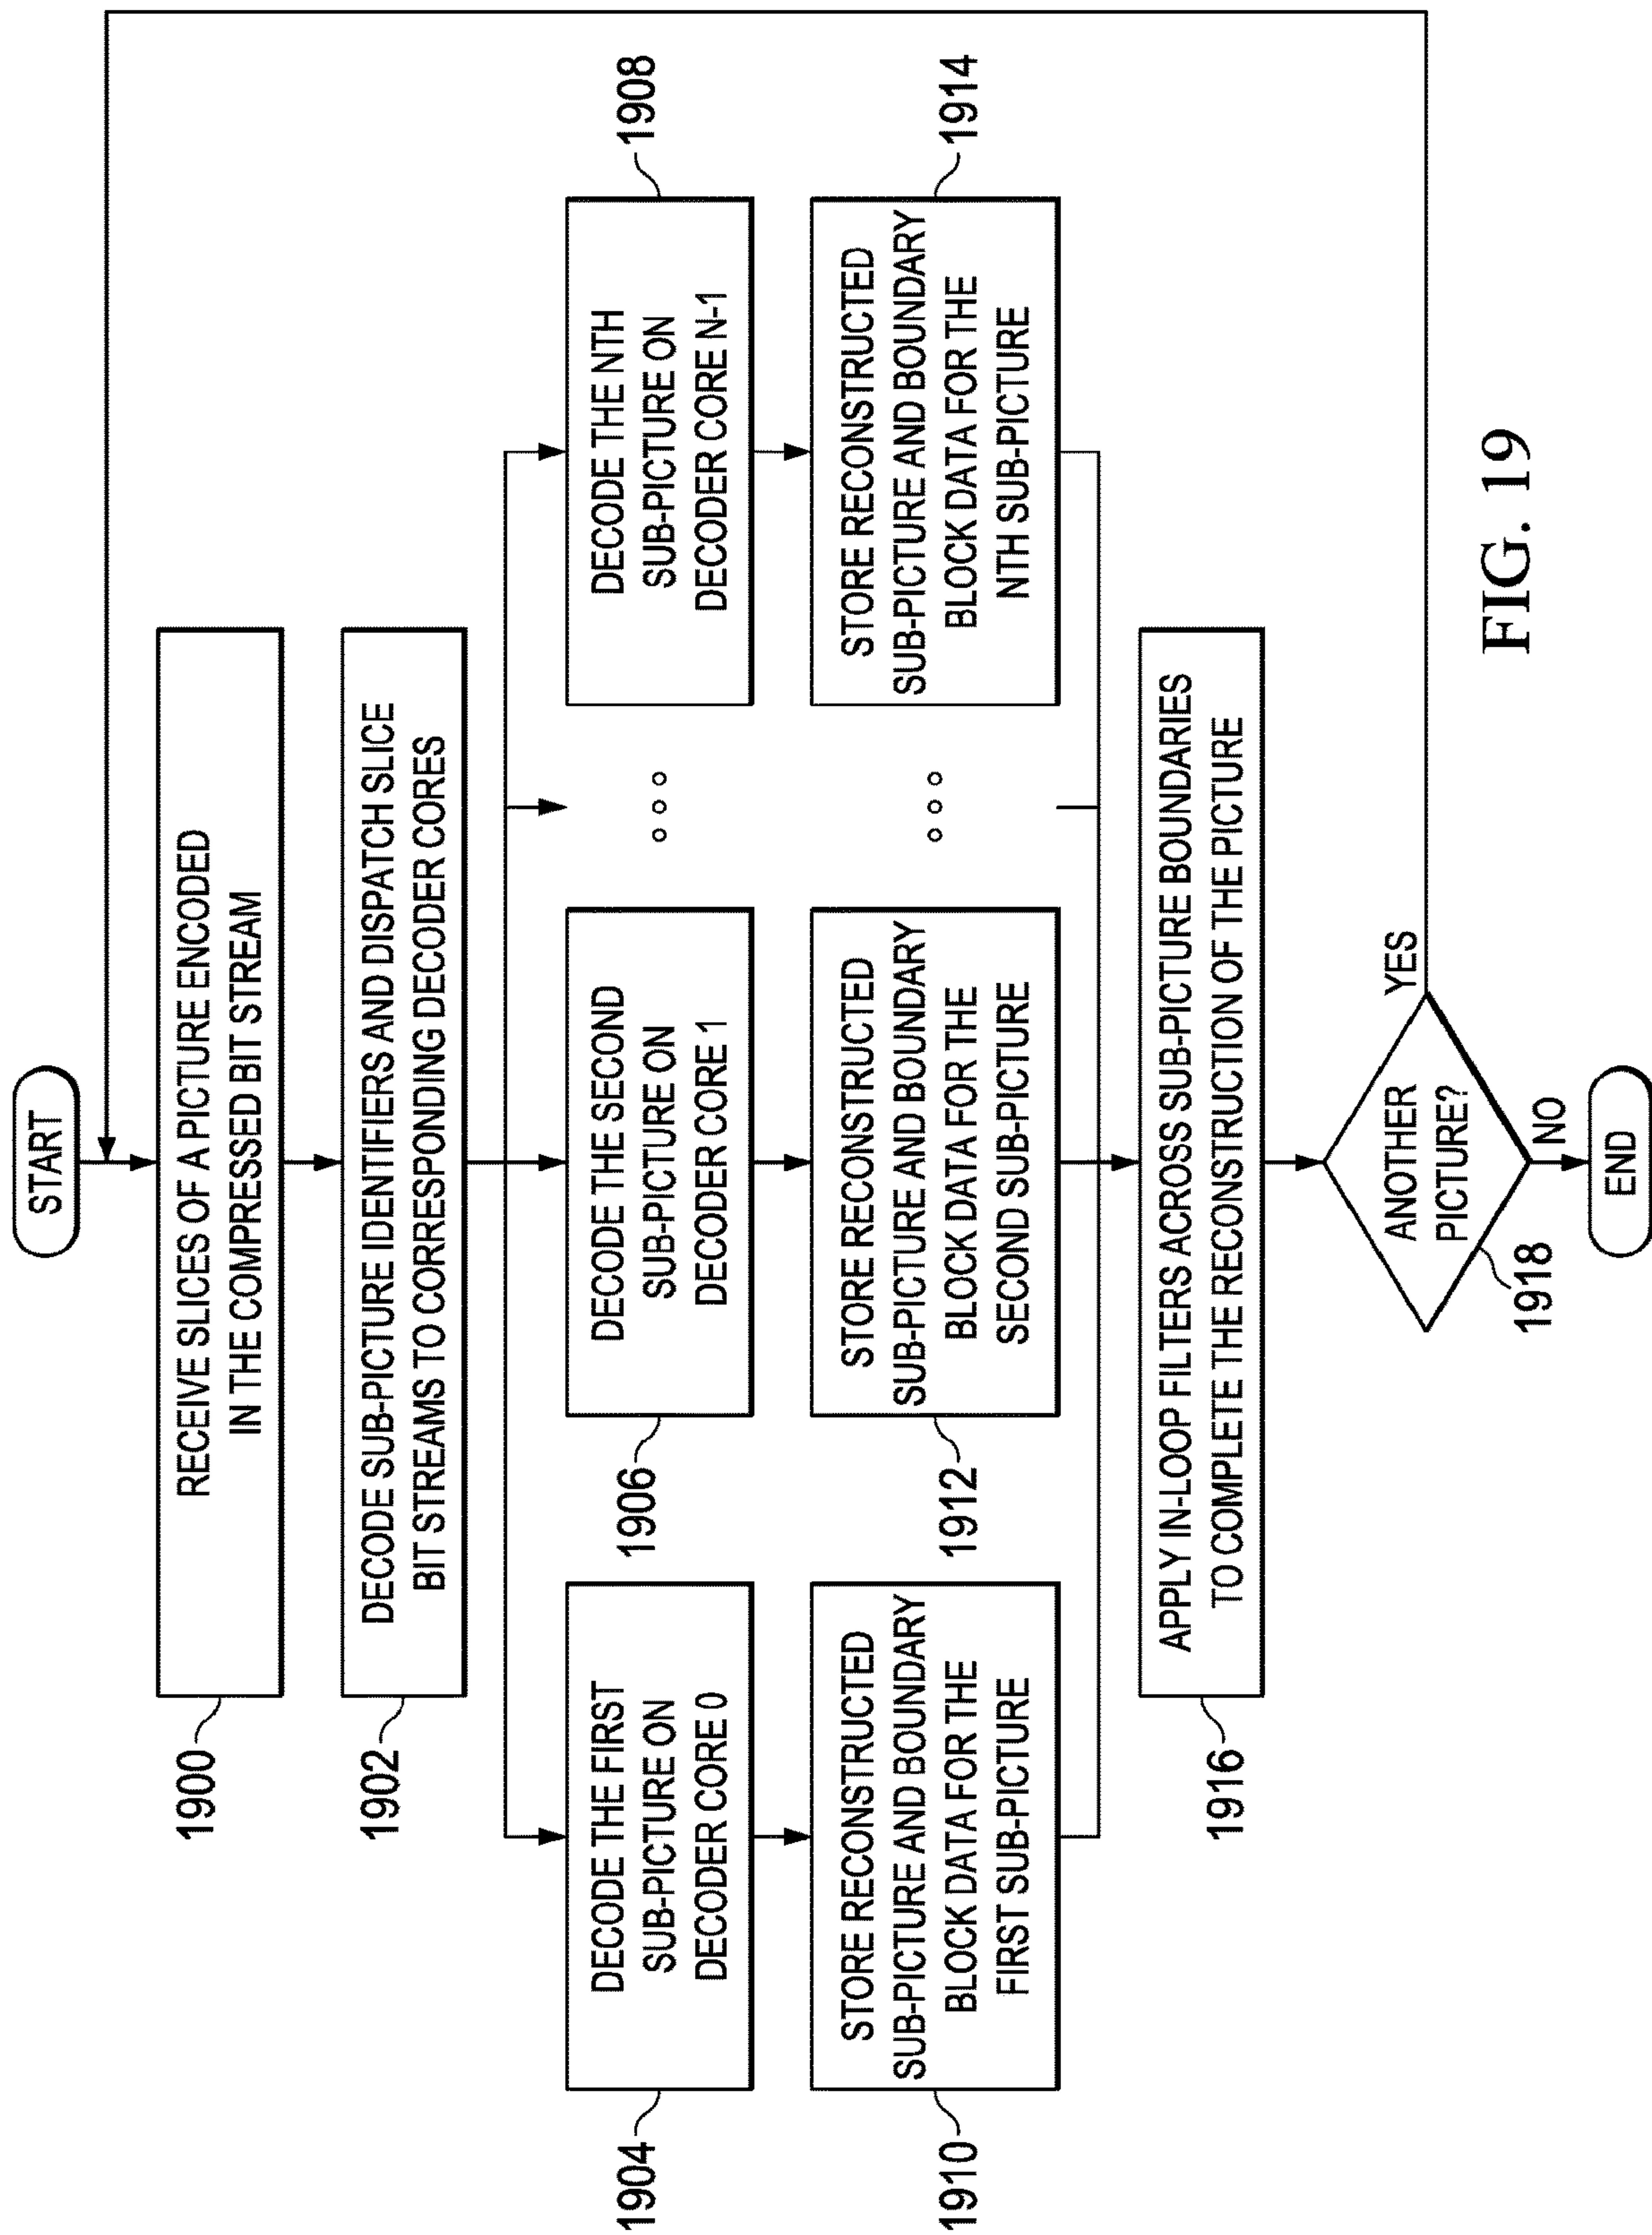 START
RECEIVE SLICES OF A PICTURE ENCODED
IN THE COMPRESSED BIT STREAM
1900
DECODE SUB-PICTURE IDENTIFIERS AND DISPATCH SLICE
BIT STREAMS TO CORRESPONDING DECODER CORES
1902
DECODE THE FIRST
SUB-PICTURE ON
DECODER CORE 0
1904
DECODE THE SECOND
SUB-PICTURE ON
DECODER CORE 1
1906
DECODE THE NTH
SUB-PICTURE ON
DECODER CORE N-1
1908
STORE RECONSTRUCTED
SUB-PICTURE AND BOUNDARY
BLOCK DATA FOR THE
FIRST SUB-PICTURE
1910
STORE RECONSTRUCTED
SUB-PICTURE AND BOUNDARY
BLOCK DATA FOR THE
SECOND SUB-PICTURE
1912
STORE RECONSTRUCTED
SUB-PICTURE AND BOUNDARY
BLOCK DATA FOR THE
NTH SUB-PICTURE
1914
APPLY IN-LOOP FILTERS ACROSS SUB-PICTURE BOUNDARIES
TO COMPLETE THE RECONSTRUCTION OF THE PICTURE
1916
ANOTHER
PICTURE?
1918
YES
NO
END
FIG. 19